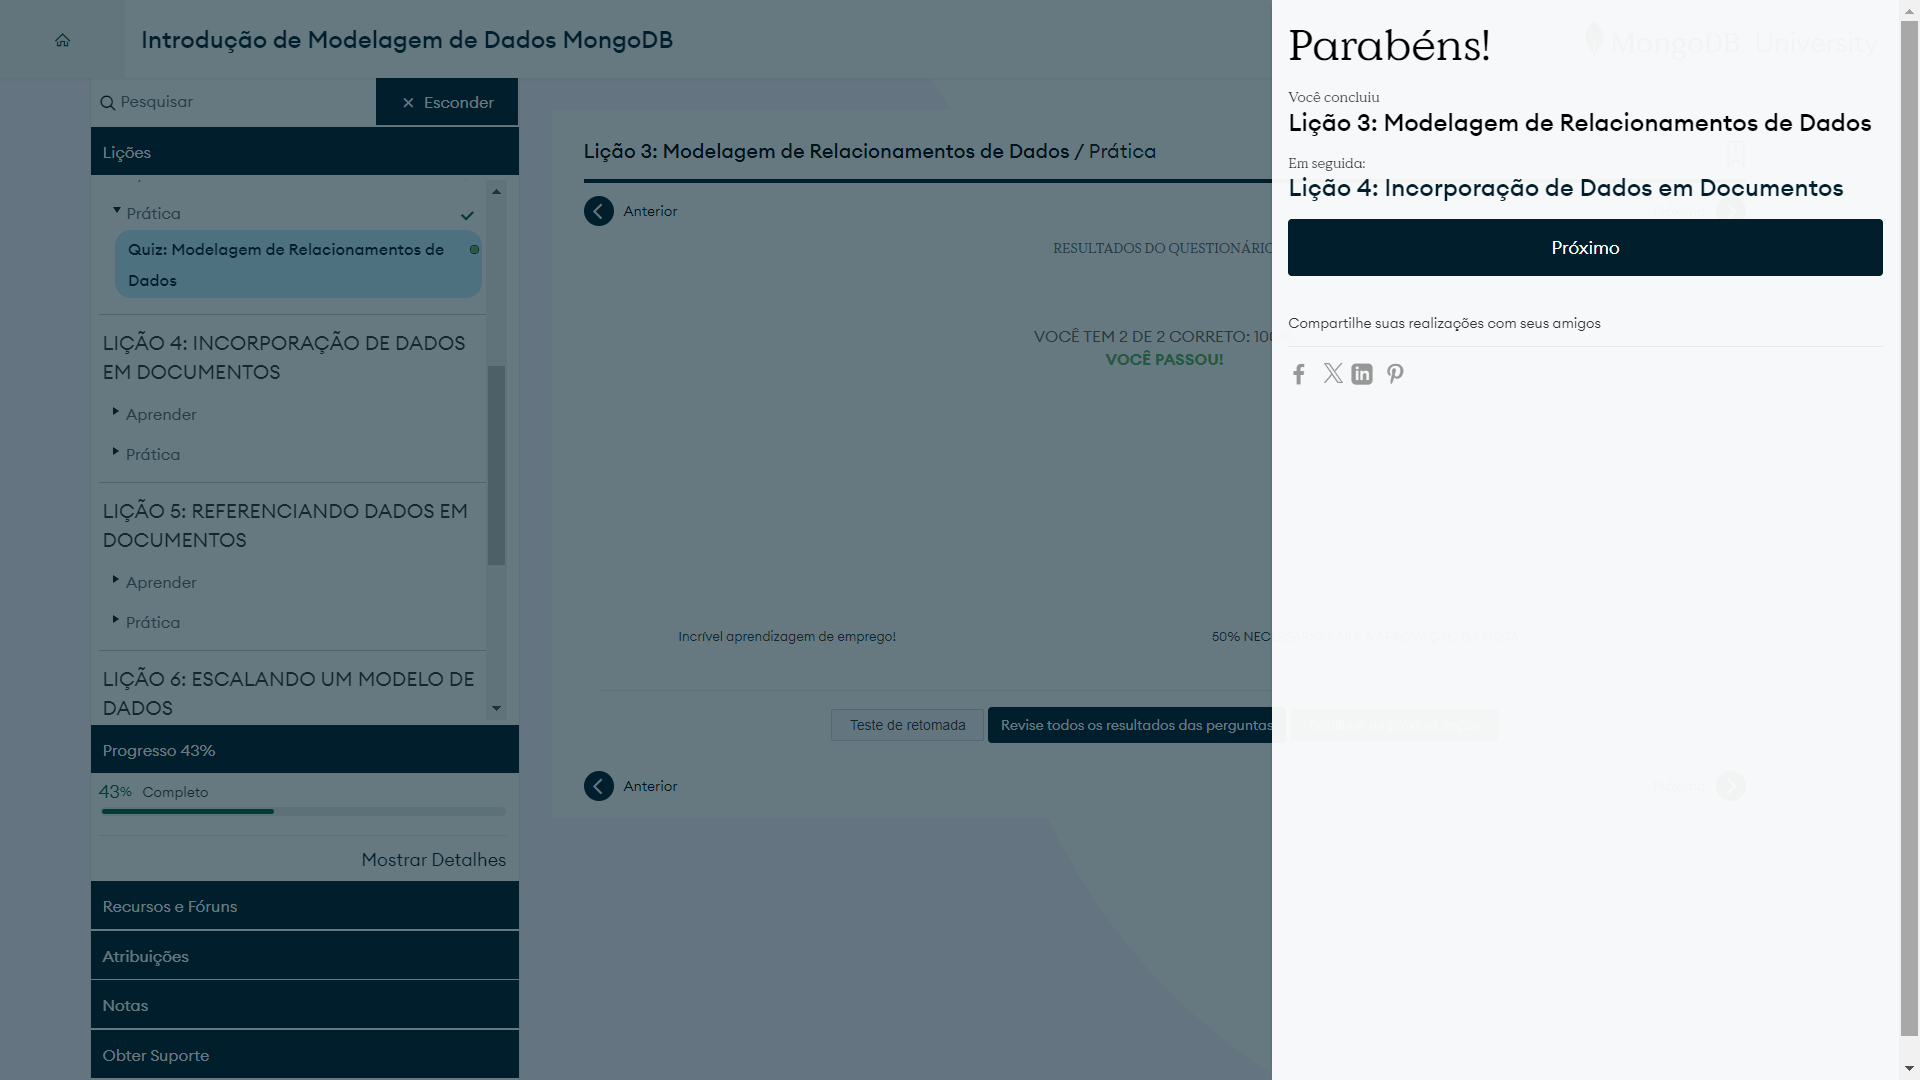 Introdução de Modelagem de Dados MongoDB
Pesquisar
Esconder
Lições
Prática
Quiz: Modelagem de Relacionamentos de
Dados
LIÇÃO 4: INCORPORAÇÃO DE DADOS
EM DOCUMENTOS
Aprender
Prática
LIÇÃO 5: REFERENCIANDO DADOS EM
DOCUMENTOS
Aprender
Prática
LIÇÃO 6: ESCALANDO UM MODELO DE
DADOS
Progresso 43%
43% Completo
Mostrar Detalhes
Recursos e Fóruns
Atribuições
Notas
Obter Suporte
Lição 3: Modelagem de Relacionamentos de Dados / Prática
Anterior
RESULTADOS DO QUESTIONÁRIO
VOCÊ TEM 2 DE 2 CORRETO: 100
VOCÊ PASSOU!
Incrível aprendizagem de emprego!
50%
Teste de retomada
Revise todos os resultados das perguntas
Anterior
MongoDB University
Parabéns!
Você concluiu
Lição 3: Modelagem de Relacionamentos de Dados
Em seguida:
Lição 4: Incorporação de Dados em Documentos
Próximo
Compartilhe suas realizações com seus amigos